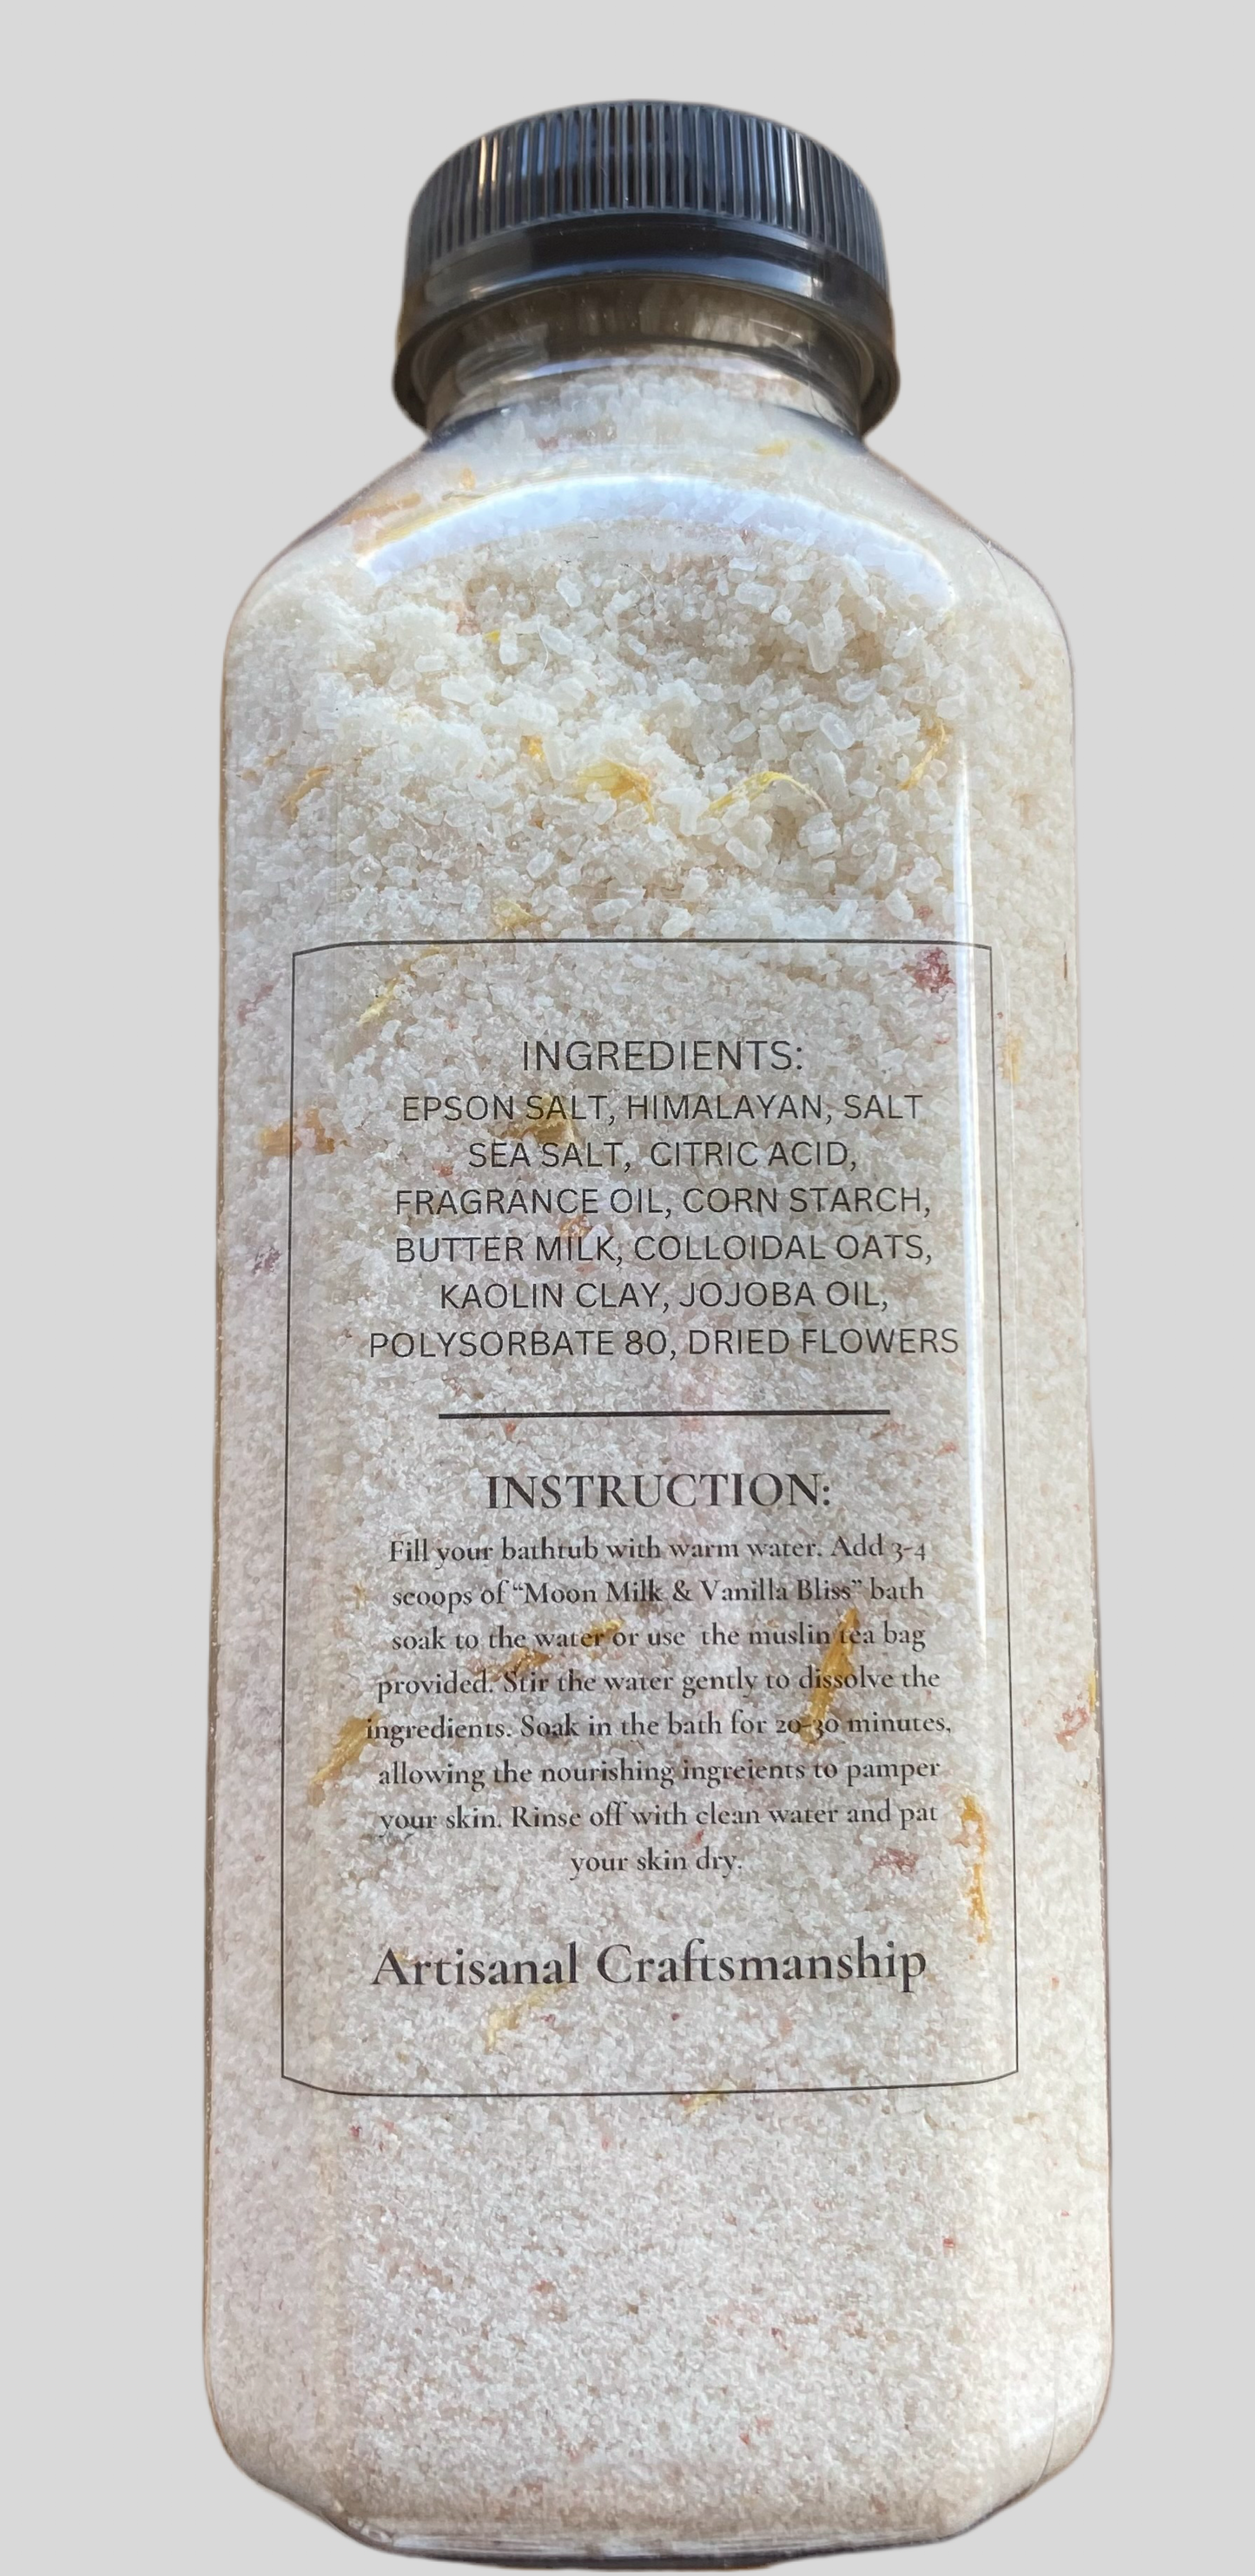 INGREDIENTS:
EPSON SALT, HIMALAYAN, SALT
SEA SALT, CITRIC ACID,
FRAGRANCE OIL, CORN STARCH,
BUTTER MILK, COLLOIDAL OATS,
KAOLIN CLAY, JOJOBA OIL,
POLYSORBATE 80, DRIED FLOWERS
INSTRUCTION:
Fill your bathtub with warm water. Add 3-4
scoops of “Moon Milk & Vanilla Bliss” bath
soak to the water or use the muslin tea bag
provided. Stir the water gently to dissolve the
ingredients. Soak in the bath for 20-30 minutes,
allowing the nourishing ingreients to pamper
your skin. Rinse off with clean water and pat
your skin dry.
Artisanal Craftsmanship